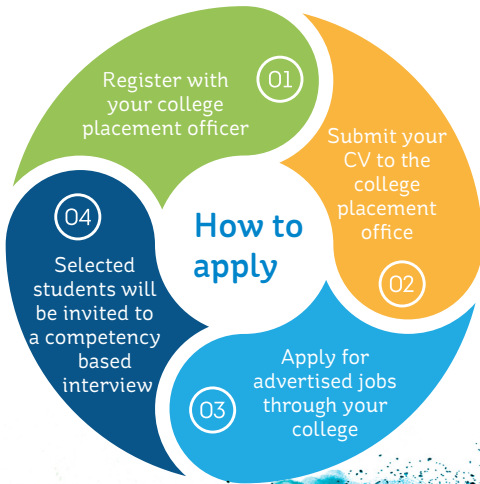 How to
apply
01
Register with
your college
placement officer
Submit your
CV to the
college
placement
office
02
Apply for
advertised jobs
through your
college
03
04
Selected
students will
be invited to
a competency
based
interview